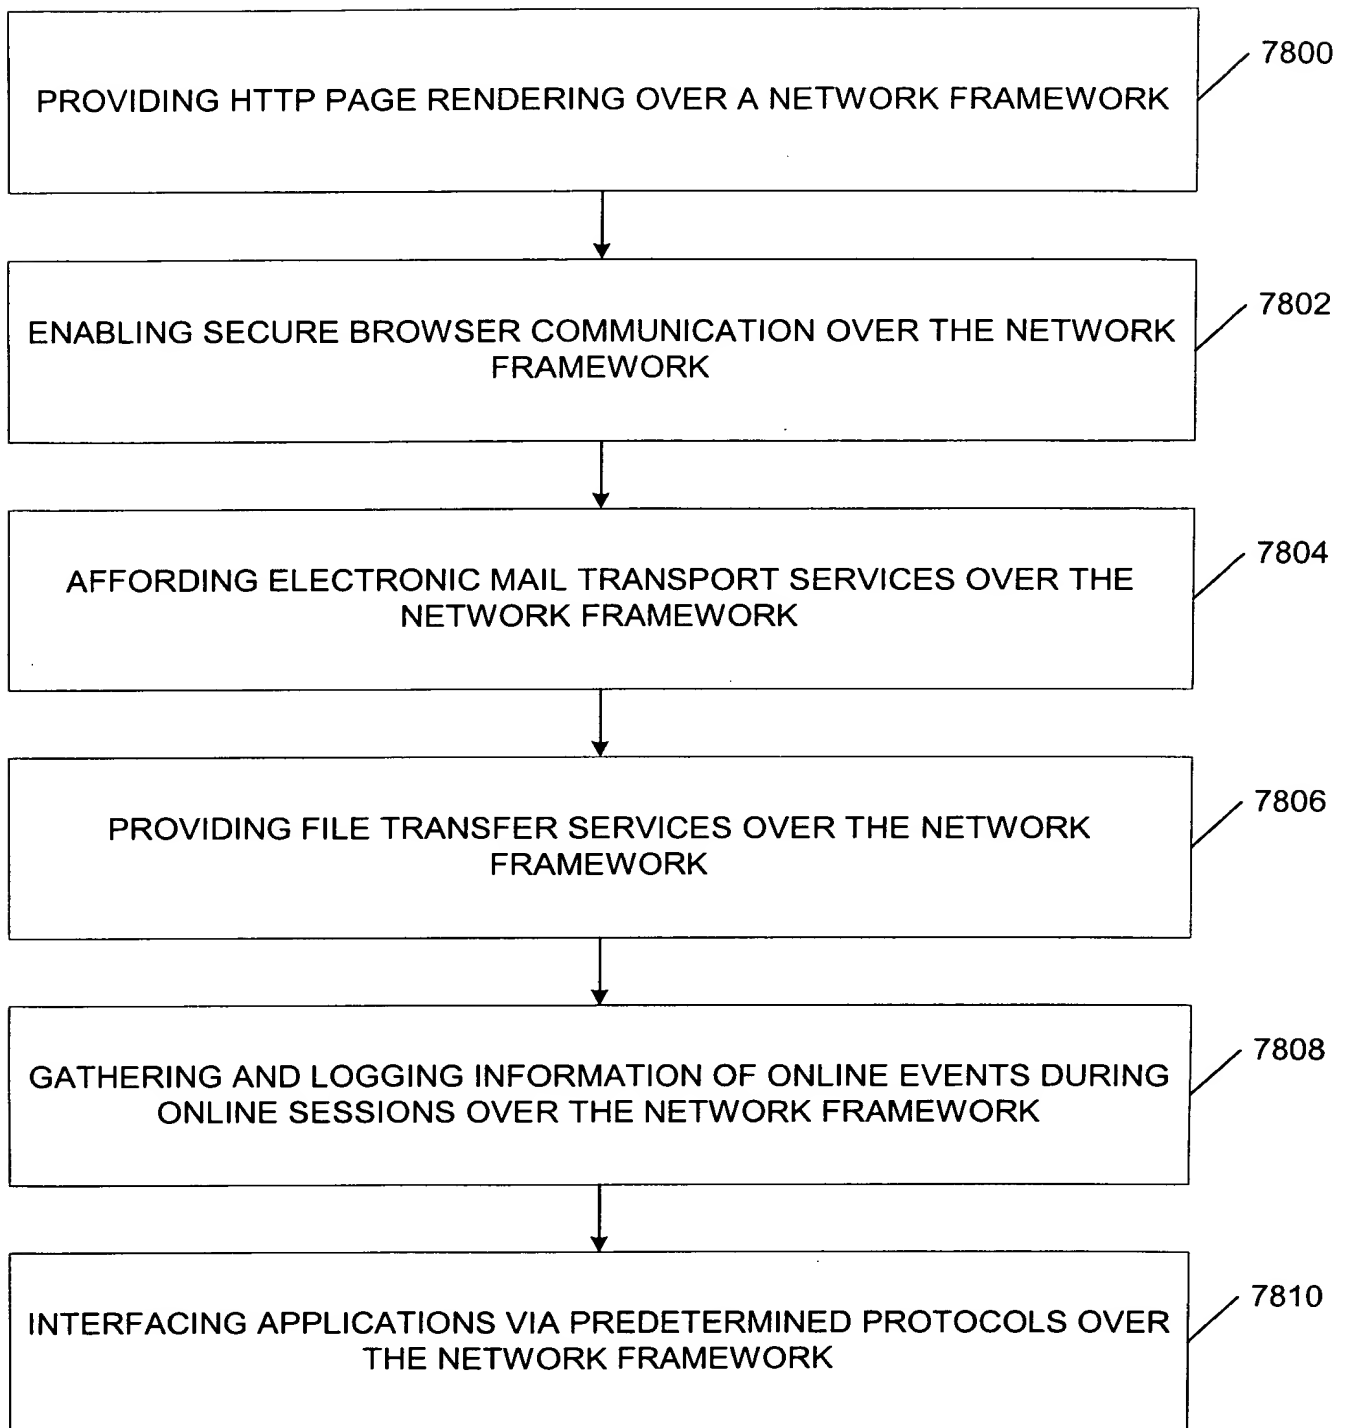 7800
PROVIDING HTTP PAGE RENDERING OVER A NETWORK FRAMEWORK
7802
ENABLING SECURE BROWSER COMMUNICATION OVER THE NETWORK
FRAMEWORK
7804
AFFORDING ELECTRONIC MAIL TRANSPORT SERVICES OVER THE
NETWORK FRAMEWORK
7806
PROVIDING FILE TRANSFER SERVICES OVER THE NETWORK
FRAMEWORK
7808
GATHERING AND LOGGING INFORMATION OF ONLINE EVENTS DURING
ONLINE SESSIONS OVER THE NETWORK FRAMEWORK
7810
INTERFACING APPLICATIONS VIA PREDETERMINED PROTOCOLS OVER
THE NETWORK FRAMEWORK